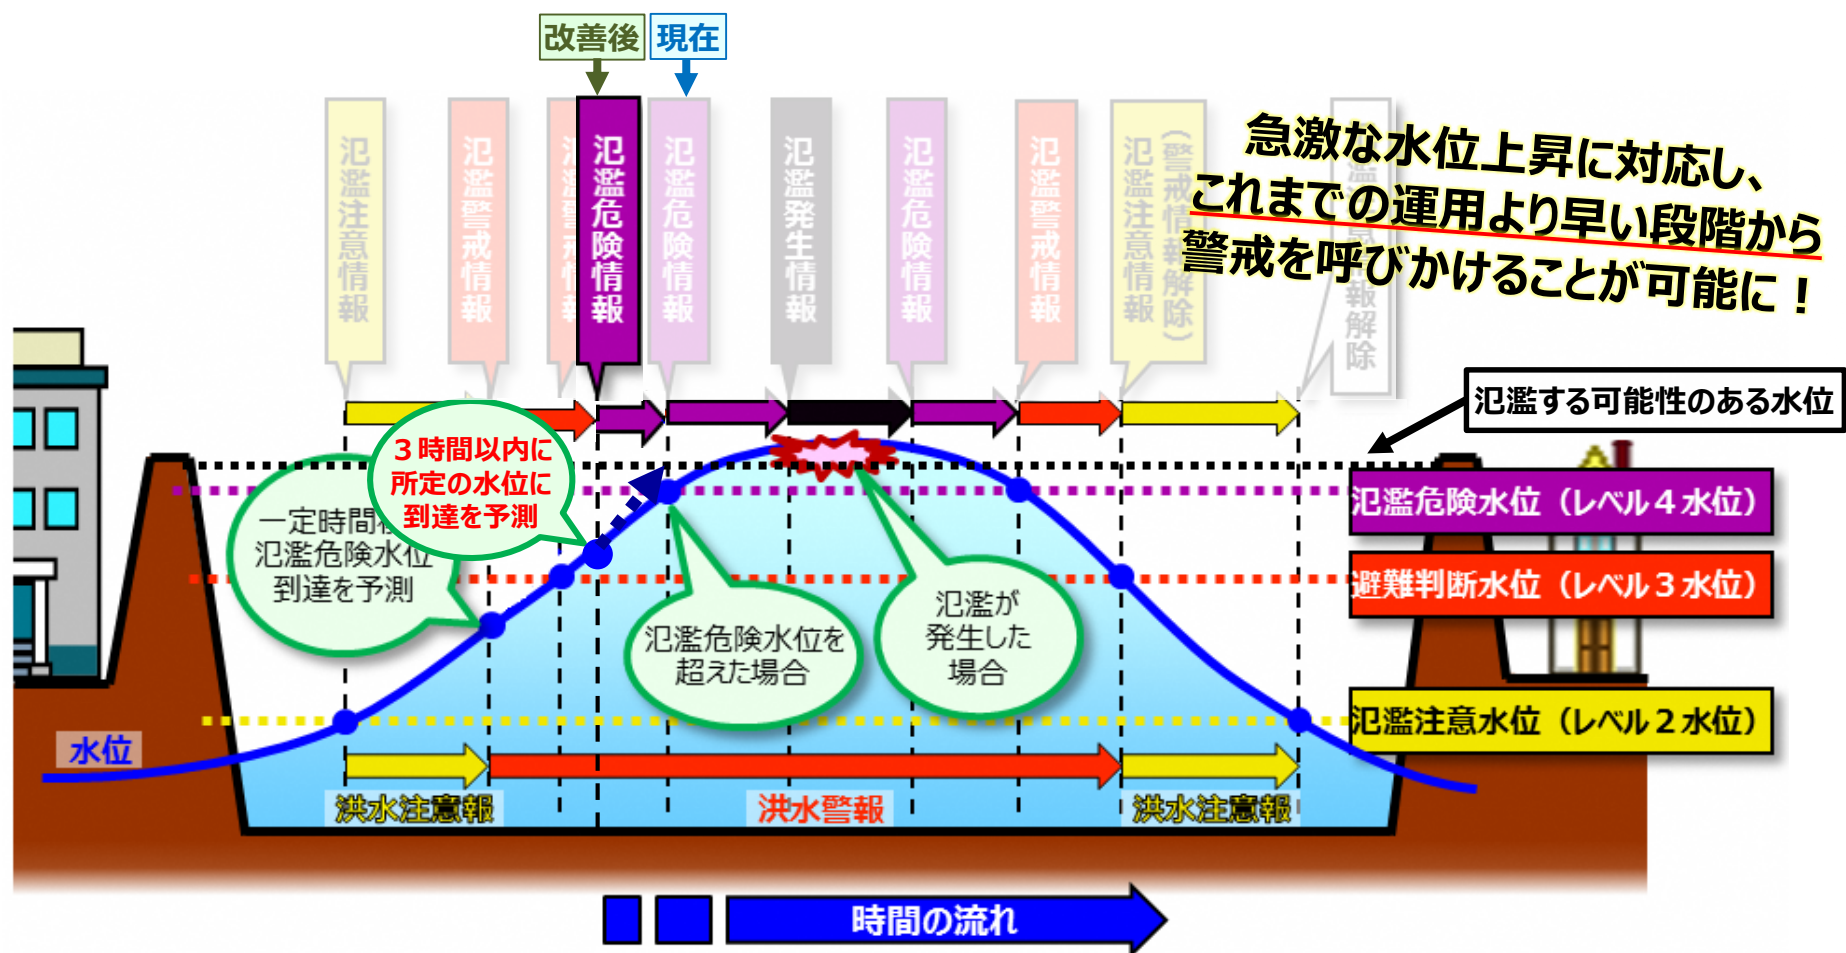 改善後
現在
氾濫注意情報
氾濫警戒情報
氾濫危険情報
氾濫危険情報
氾濫発生情報
氾濫危険情報
氾濫警戒情報
氾濫注意情報
(警戒情報解除)
急激な水位上昇に対応し、
これまでの運用より早い段階から
警戒を呼びかけることが可能に！
氾濫する可能性のある水位
３時間以内に
所定の水位に
到達を予測
一定時間
氾濫危険水位
到達を予測
氾濫危険水位を
超えた場合
氾濫が
発生した
場合
氾濫危険水位（レベル４水位）
避難判断水位（レベル３水位）
氾濫注意水位（レベル２水位）
水位
洪水注意報
洪水警報
洪水注意報
時間の流れ